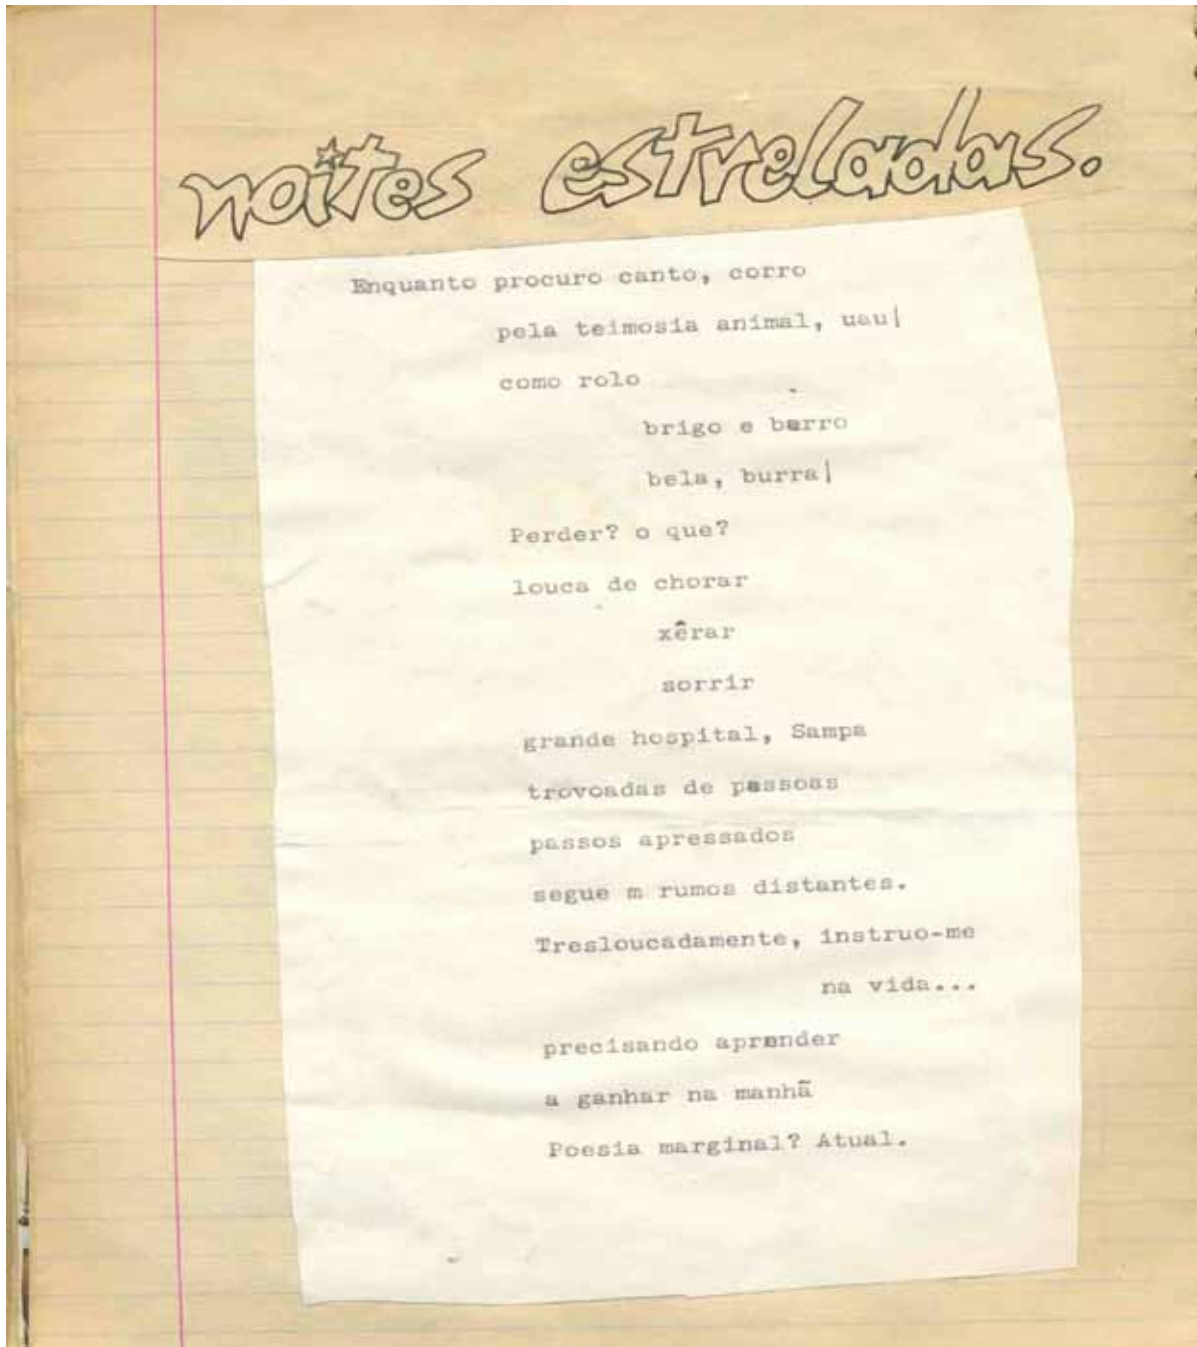 noites estreladas.
Enquanto procuro canto, corro
pela teimosia animal, uau|
como rolo
brigo e berro
bela, burra|
Perder? o que?
louca de chorar
xêrar
sorrir
grande hospital, Sampa
trovoadas de pessoas
passos apressados
segue m rumos distantes.
Tresloucadamente, instruo-me
na vida...
precisando aprender
a ganhar na manhã
Poesia marginal? Atual.